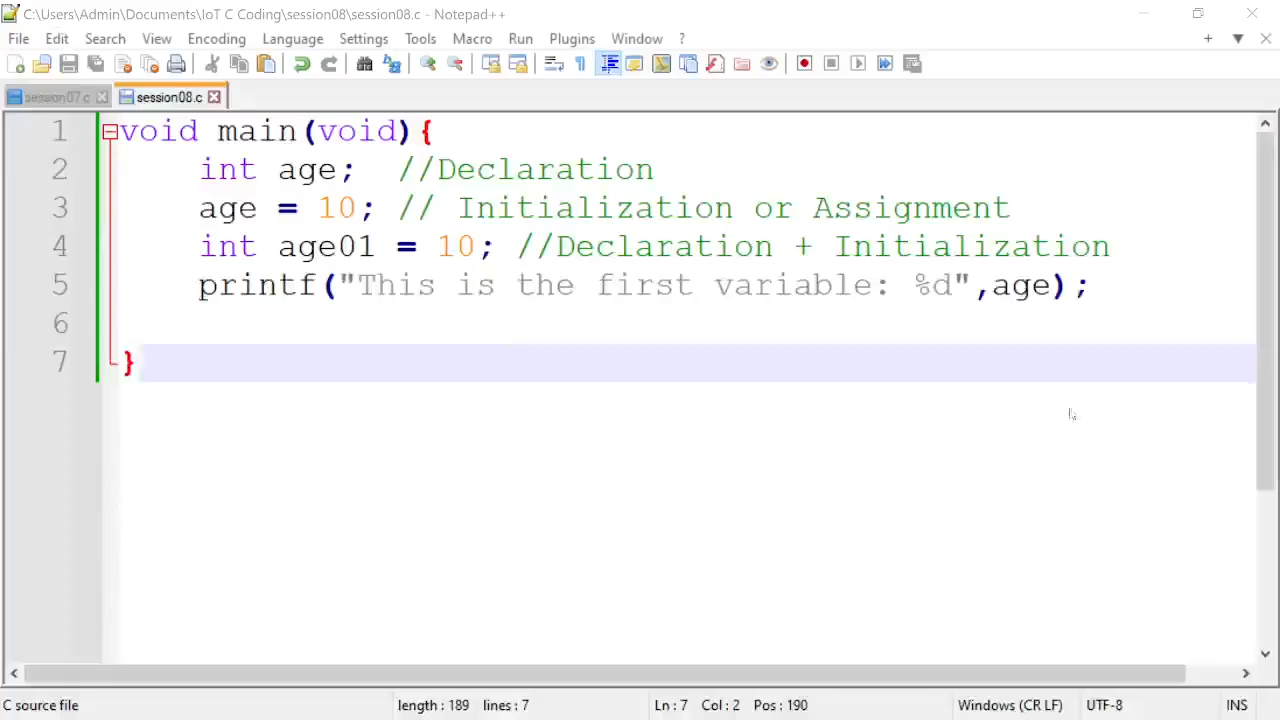 C:\Users\Admin\Documents\IoT C Coding\session08\session08.c - Notepad++
File Edit Search View Encoding Language Settings Tools Macro Run Plugins Window ?
session07.c session08.c
1 void main(void){
2 int age; //Declaration
3 age = 10; // Initialization or Assignment
4 int age01 = 10; //Declaration + Initialization
5 printf("This is the first variable: %d",age);
6
7 }
C source file length : 189 lines : 7 Ln : 7 Col : 2 Pos : 190 Windows (CR LF) UTF-8 INS